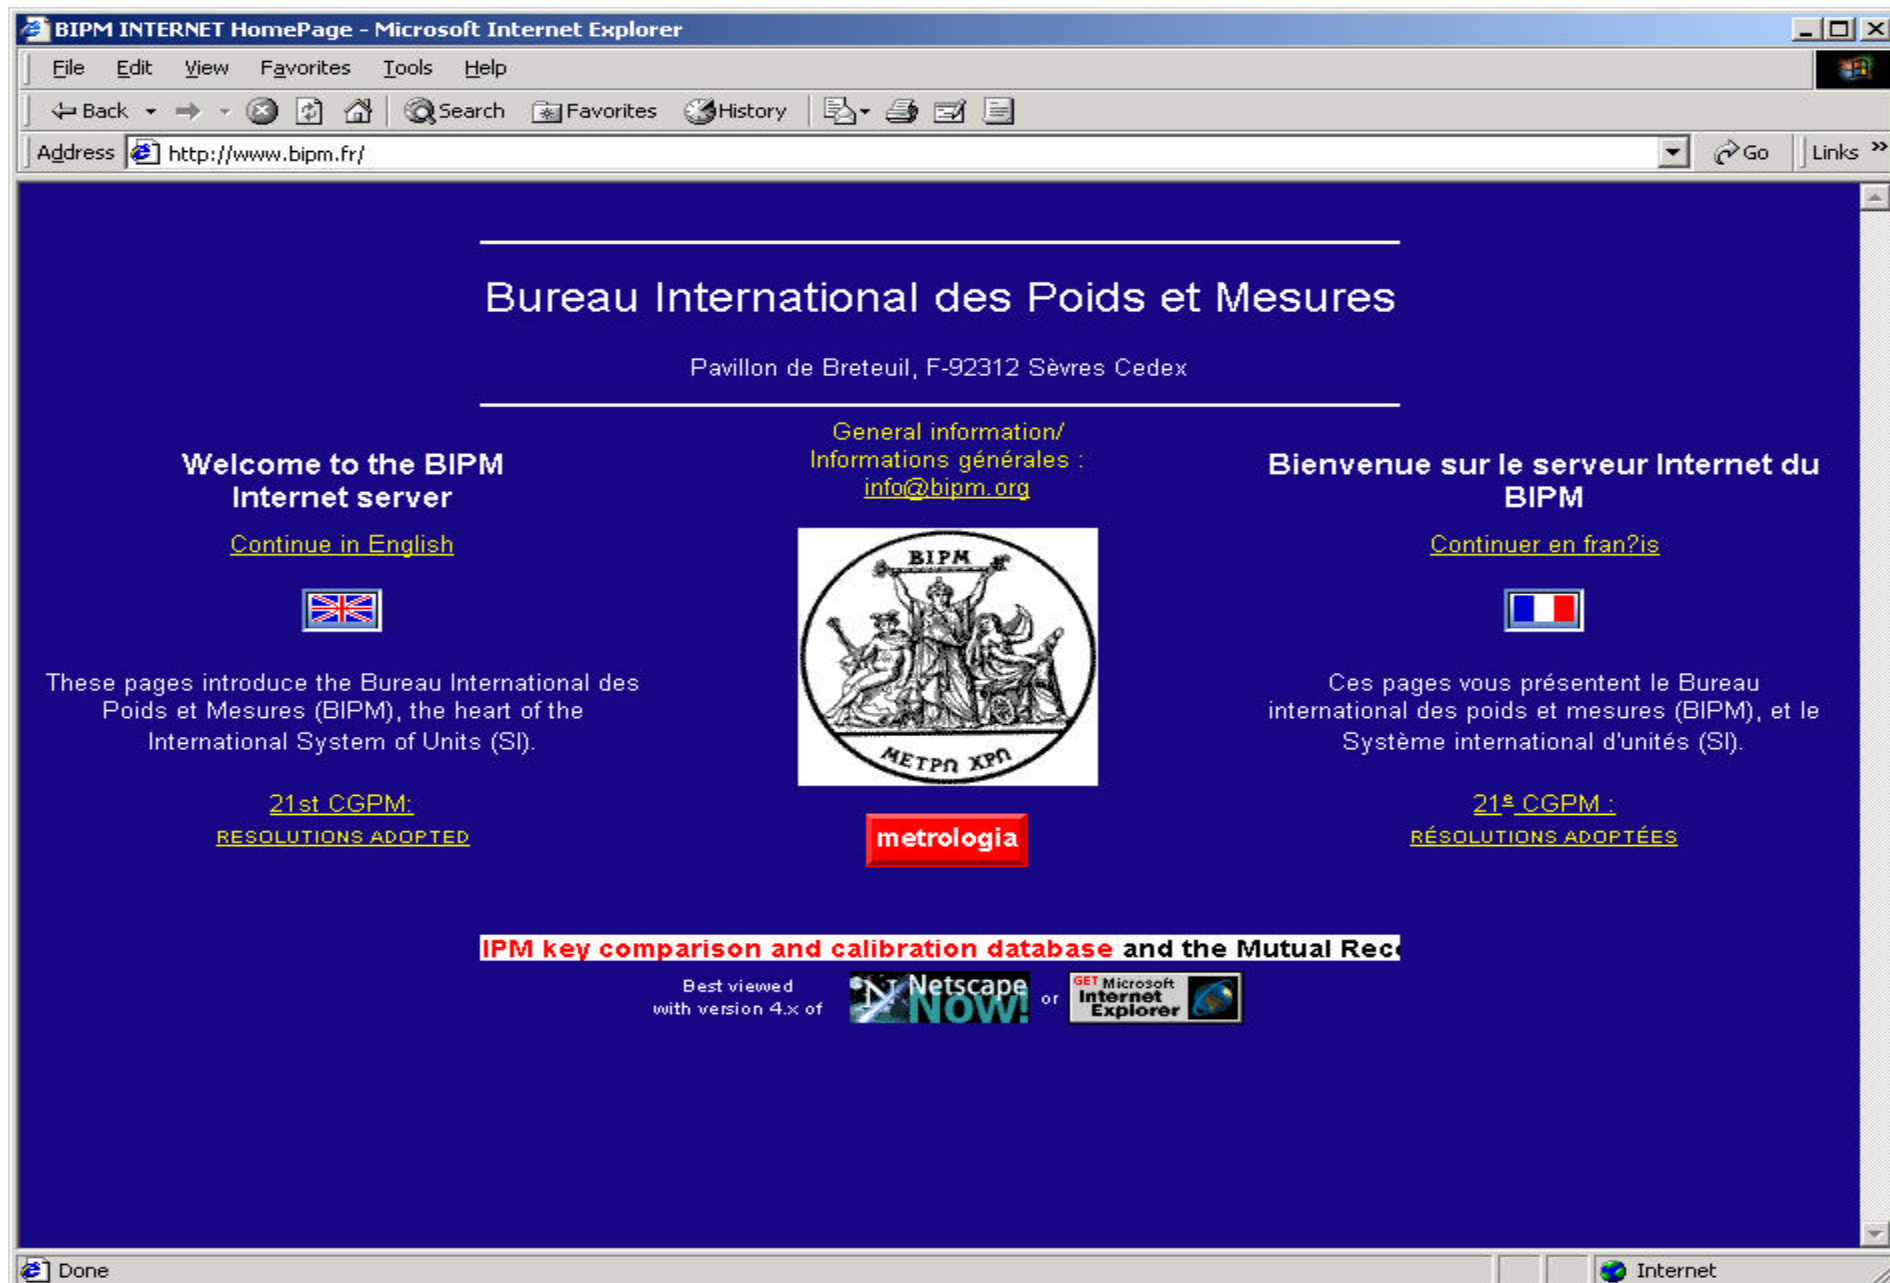 BIPM INTERNET HomePage - Microsoft Internet Explorer
File Edit View Favorites Tools Help
Back Search Favorites History
Address http://www.bipm.fr/ Go Links »
Bureau International des Poids et Mesures
Pavillon de Breteuil, F-92312 Sèvres Cedex
Welcome to the BIPM
Internet server
Continue in English
These pages introduce the Bureau International des
Poids et Mesures (BIPM), the heart of the
International System of Units (SI).
21st CGPM:
RESOLUTIONS ADOPTED
General information/
Informations générales :
info@bipm.org
BIPM
ΜΕΤΡΩ ΧΡΩ
metrologia
Bienvenue sur le serveur Internet du
BIPM
Continuer en fran?is
Ces pages vous présentent le Bureau
international des poids et mesures (BIPM), et le
Système international d'unités (SI).
21e CGPM :
RÉSOLUTIONS ADOPTÉES
IPM key comparison and calibration database and the Mutual Rec
Best viewed
with version 4.x of
N Netscape
NOW!
or
GET Microsoft
Internet
Explorer
Done Internet